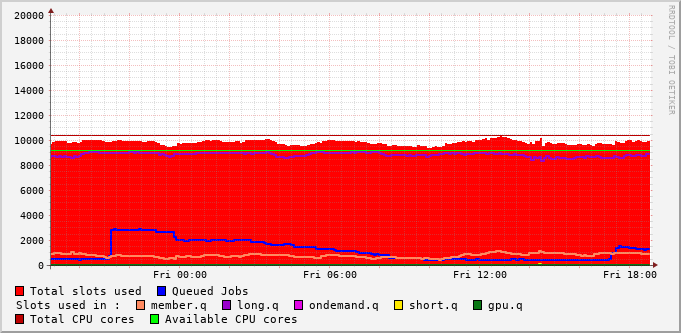 RRDTOOL / TOBI OETIKER
20000
18000
16000
14000
12000
10000
8000
6000
4000
2000
0
Fri 00:00 Fri 06:00 Fri 12:00 Fri 18:00
Total slots used Queued Jobs
Slots used in : member.q long.q ondemand.q short.q gpu.q
Total CPU cores Available CPU cores